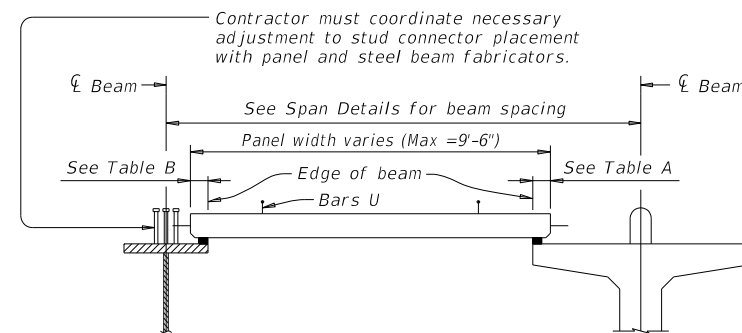 Contractor must coordinate necessary
adjustment to stud connector placement
with panel and steel beam fabricators.
℄ Beam
℄ Beam
See Span Details for beam spacing
Panel width varies (Max =9'-6")
See Table B
Edge of beam
See Table A
Bars U